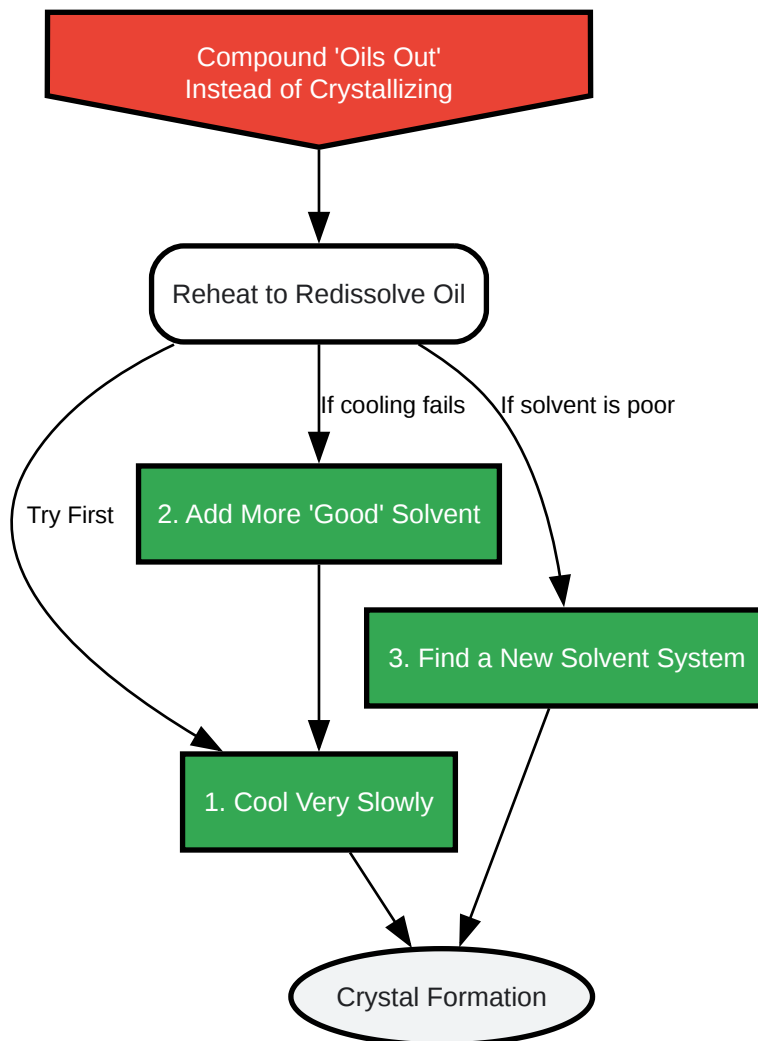 Compound 'Oils Out'
Instead of Crystallizing
Reheat to Redissolve Oil
If cooling fails
If solvent is poor
Try First
2. Add More 'Good' Solvent
3. Find a New Solvent System
1. Cool Very Slowly
Crystal Formation